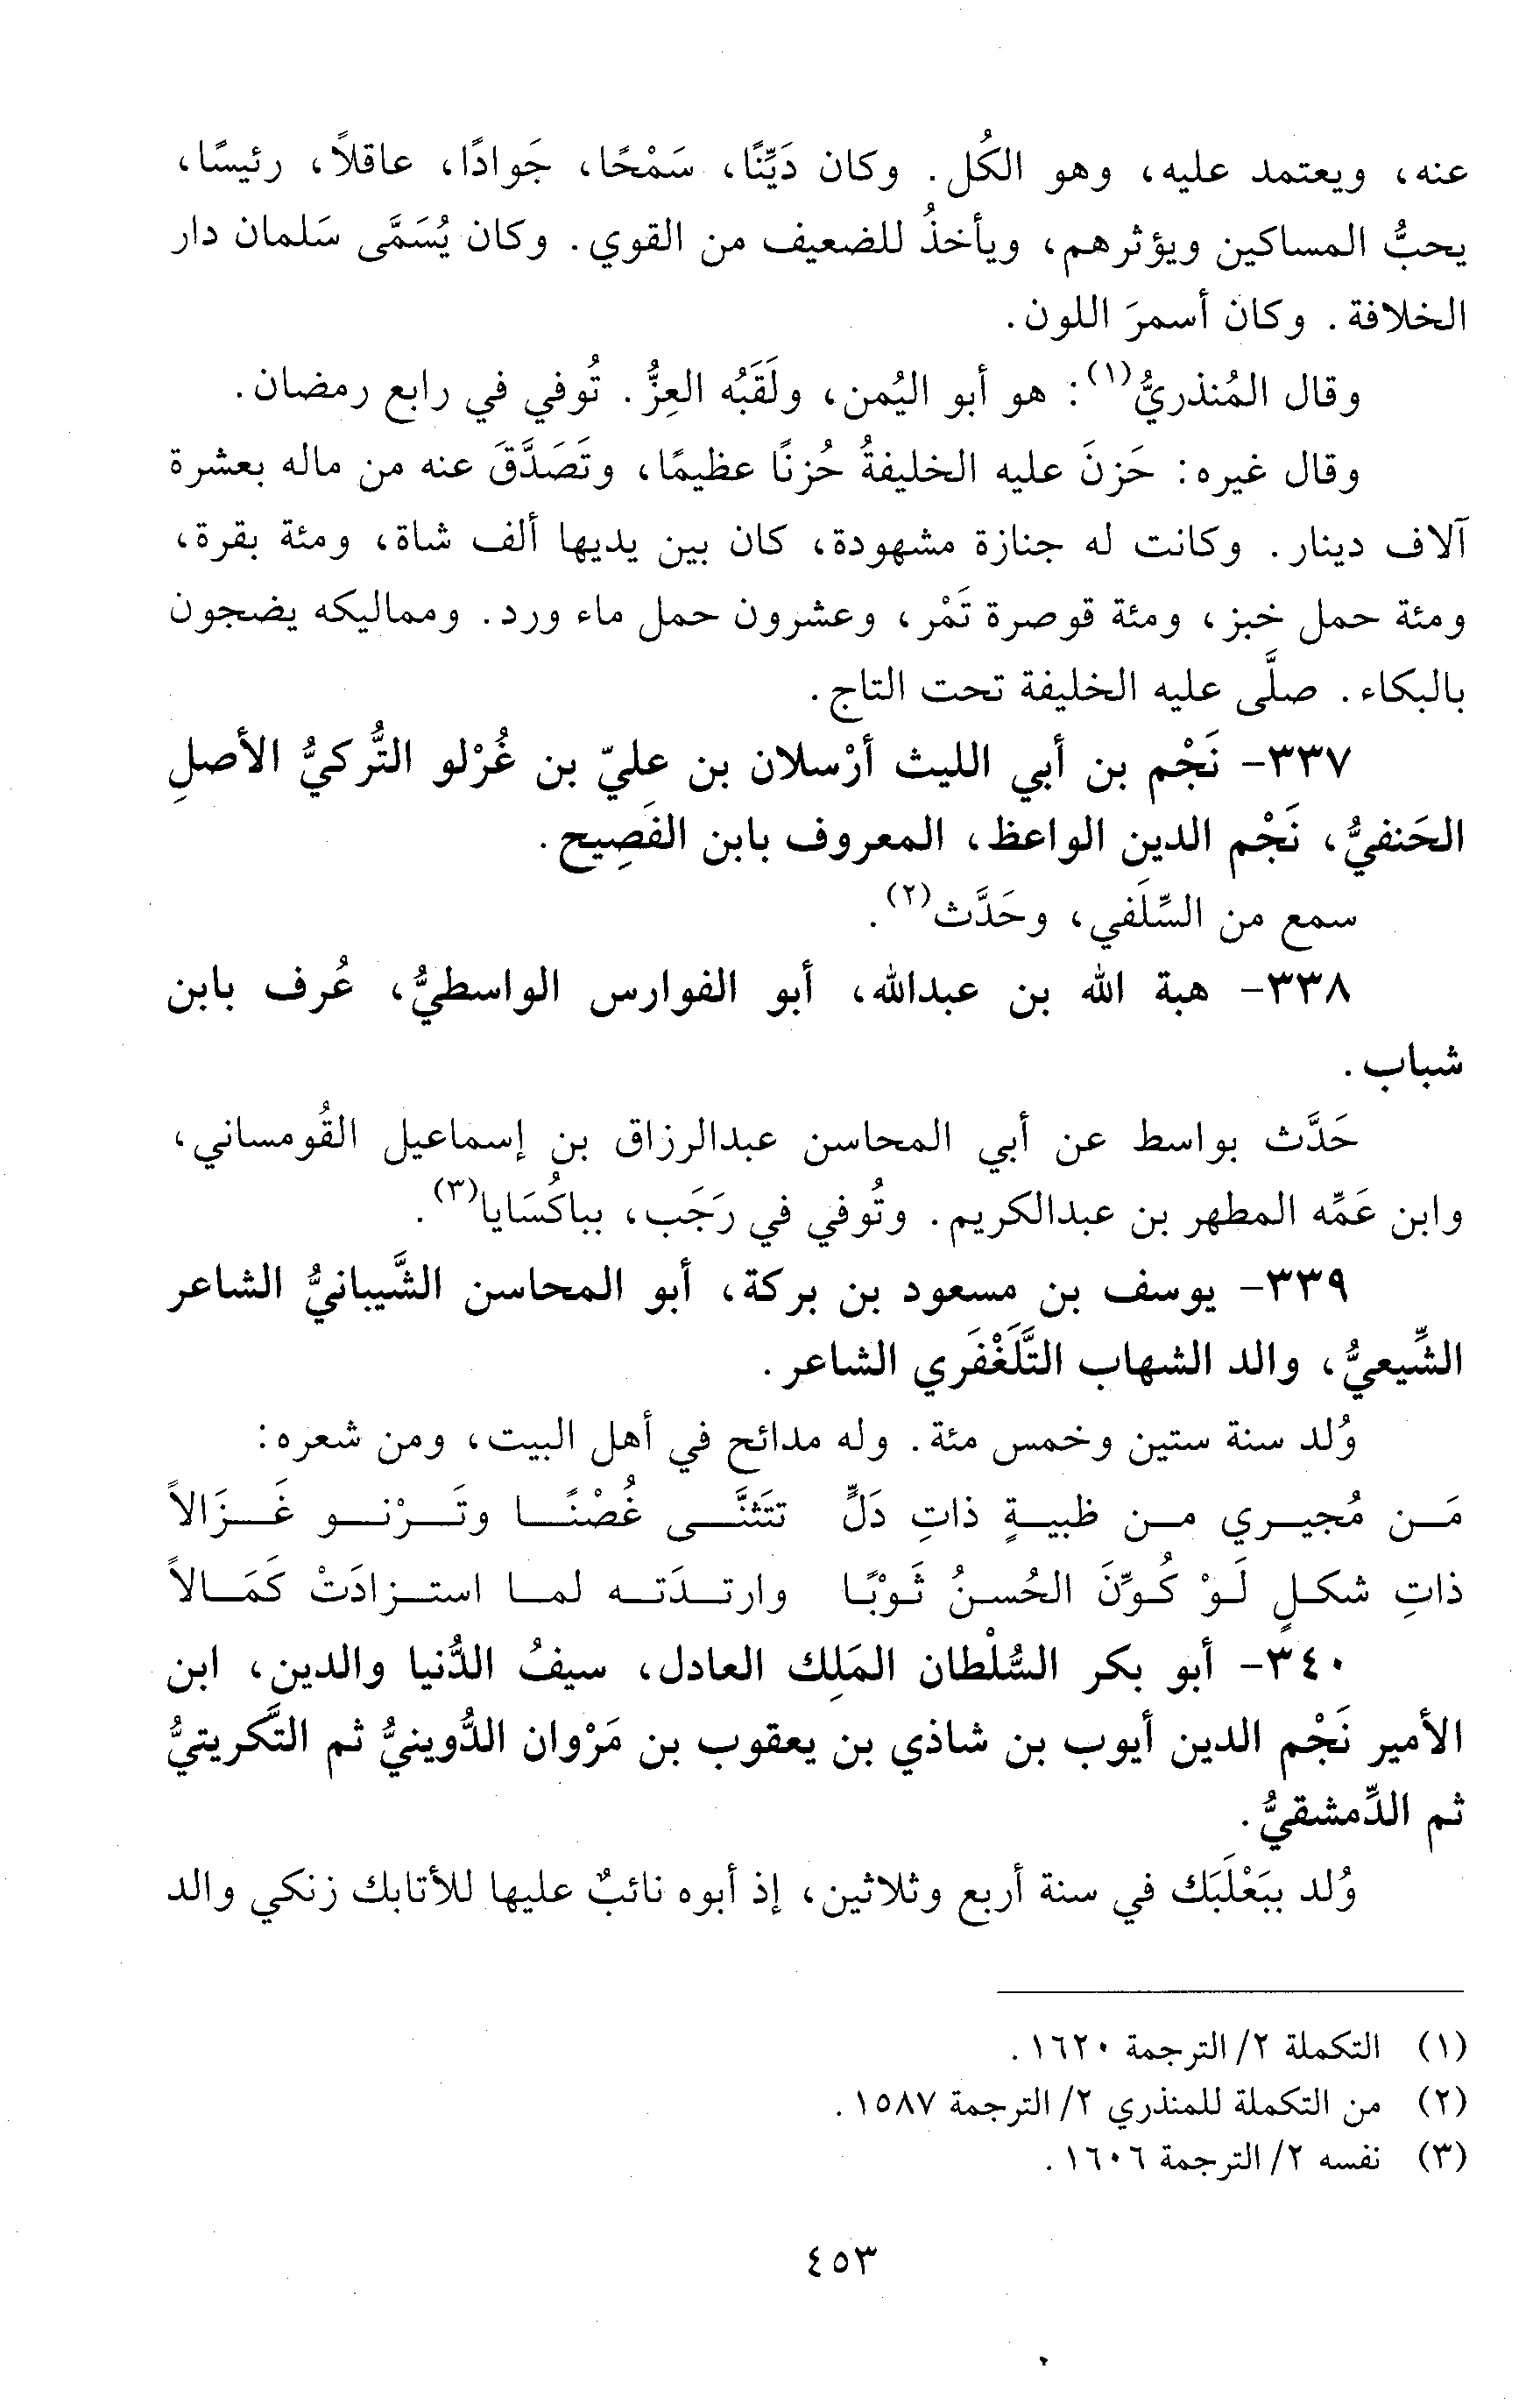 عنه، ويعتمد عليه، وهو الكُل. وكان دَيِّنًا، سَمْحًا، جَوادًا، عاقلاً، رئيسًا،
يحبُّ المساكين ويؤثرهم، ويأخذُ للضعيف من القوي. وكان يُسَمَّى سَلمان دار
الخلافة. وكان أسمرَ اللون.
وقال المُنذريُّ(١): هو أبو اليُمن، ولَقَبُه العِزُّ. تُوفي في رابع رمضان.
وقال غيره: حَزنَ عليه الخليفةُ حُزنًا عظيمًا، وتَصَدَّقَ عنه من ماله بعشرة
آلاف دينار. وكانت له جنازة مشهودة، كان بين يديها ألف شاة، ومئة بقرة،
ومئة حمل خبز، ومئة قوصرة تَمْر، وعشرون حمل ماء ورد. ومماليكه يضجون
بالبكاء. صلَّى عليه الخليفة تحت التاج.
٣٣٧- نَجْم بن أبي الليث أرْسلان بن عليّ بن غُرْلو التُّركيُّ الأصلِ
الحَنفيُّ، نَجْم الدين الواعظ، المعروف بابن الفَصِيح.
سمع من السِّلَفي، وحَدَّث(٢).
٣٣٨- هبة الله بن عبدالله، أبو الفوارس الواسطيُّ، عُرف بابن
شباب.
حَدَّث بواسط عن أبي المحاسن عبدالرزاق بن إسماعيل القُومساني،
وابن عَمِّه المطهر بن عبدالكريم. وتُوفي في رَجَب، بباكُسَايا(٣).
٣٣٩- يوسف بن مسعود بن بركة، أبو المحاسن الشَّيبانيُّ الشاعر
الشِّيعيُّ، والد الشهاب التَّلَعْفَري الشاعر.
وُلد سنة ستين وخمس مئة. وله مدائح في أهل البيت، ومن شعره:
مَن مُجيري من ظبيةٍ ذاتِ دَلٍّ تتَثنَّى غُصْنًا وتَرْنو غَزَالاً
ذاتِ شكلٍ لَوْ كُوِّنَ الحُسنُ ثَوْبًا وارتدَته لما استزادَتْ كَمَالاً
٣٤٠- أبو بكر السُّلْطان المَلِك العادل، سيفُ الدُّنيا والدين، ابن
الأمير نَجْم الدين أيوب بن شاذي بن يعقوب بن مَرْوان الدُّوينيُّ ثم التَّكريتيُّ
ثم الدِّمشقيُّ.
وُلد ببَعْلَبَك في سنة أربع وثلاثين، إذ أبوه نائبٌ عليها للأتابك زنكي والد
(١) التكملة ٢/ الترجمة ١٦٢٠.
(٢) من التكملة للمنذري ٢/ الترجمة ١٥٨٧.
(٣) نفسه ٢/ الترجمة ١٦٠٦.
٤٥٣